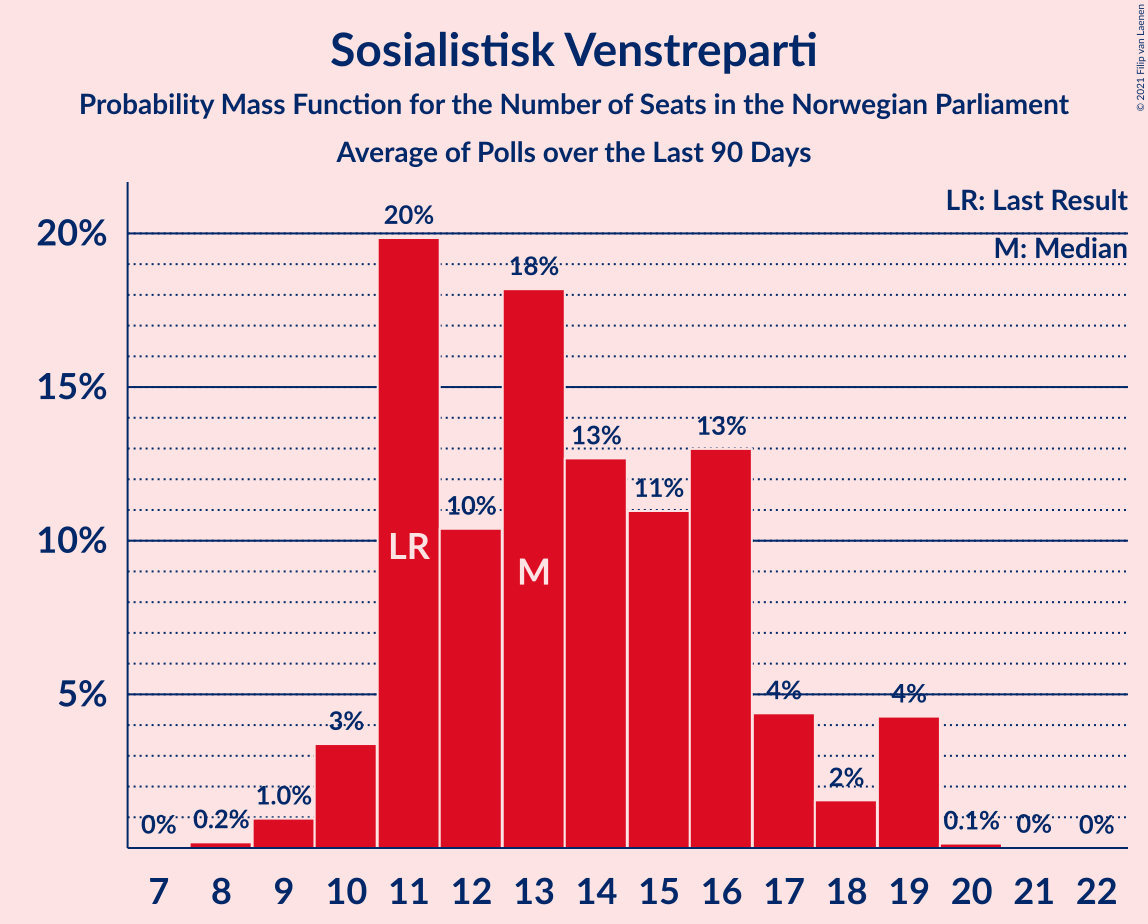 Sosialistisk Venstreparti
Probability Mass Function for the Number of Seats in the Norwegian Parliament
Average of Polls over the Last 90 Days
© 2021 Filip van Laenen
LR: Last Result
M: Median
20%
15%
10%
5%
0%
0.2%
1.0%
3%
20%
10%
18%
13%
11%
13%
4%
2%
4%
0.1%
0%
0%
LR
M
7 8 9 10 11 12 13 14 15 16 17 18 19 20 21 22